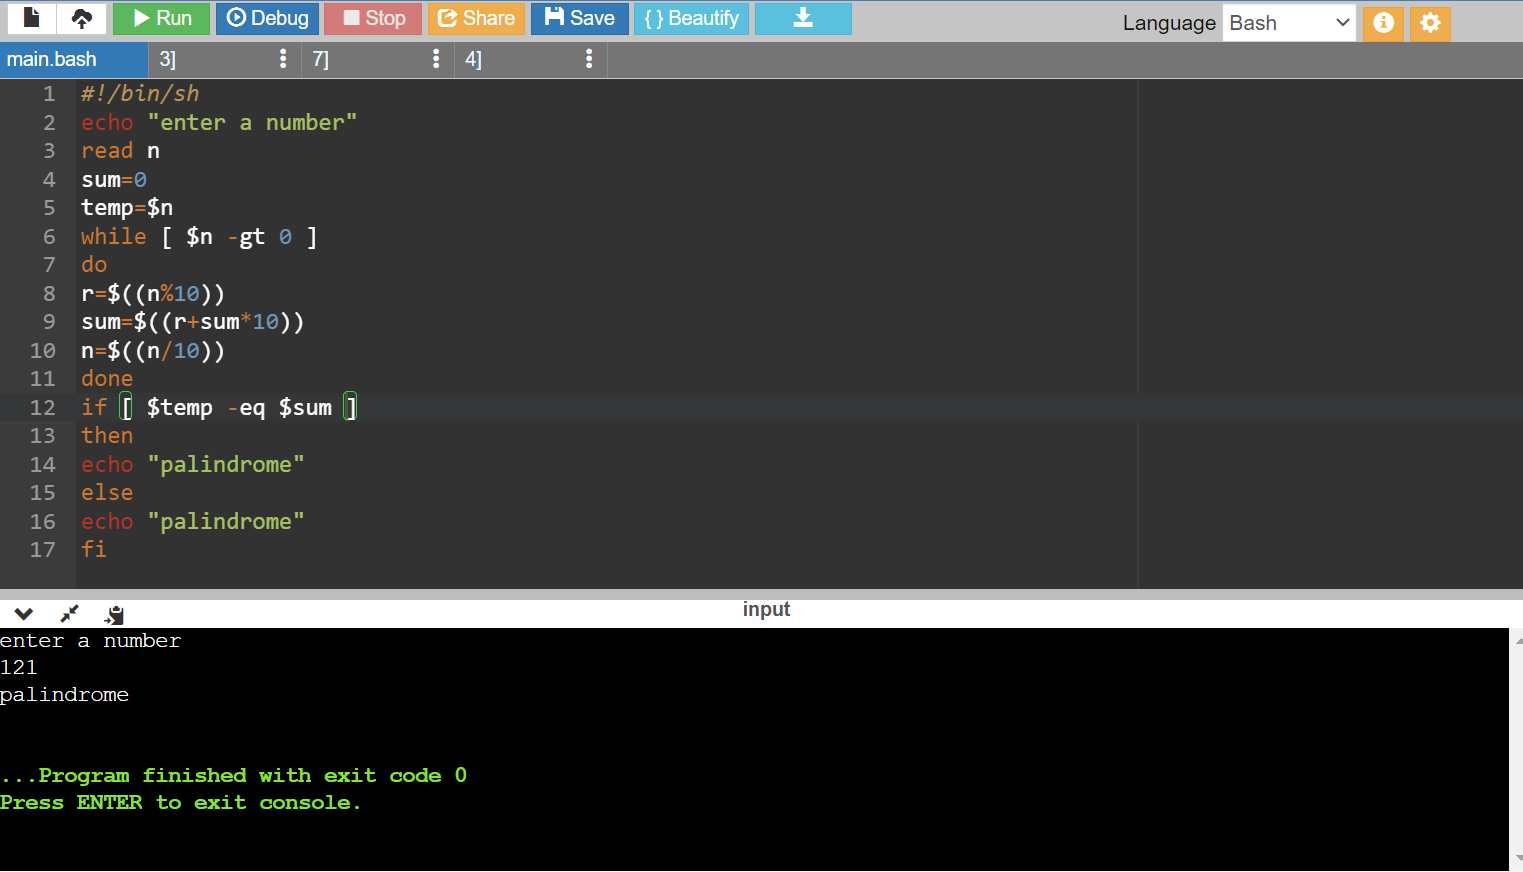 Run Debug Stop Share Save { } Beautify Language Bash
main.bash 3] 7] 4]
1 #!/bin/sh
2 echo "enter a number"
3 read n
4 sum=0
5 temp=$n
6 while [ $n -gt 0 ]
7 do
8 r=$((n%10))
9 sum=$((r+sum*10))
10 n=$((n/10))
11 done
12 if [ $temp -eq $sum ]
13 then
14 echo "palindrome"
15 else
16 echo "palindrome"
17 fi
input
enter a number
121
palindrome
...Program finished with exit code 0
Press ENTER to exit console.